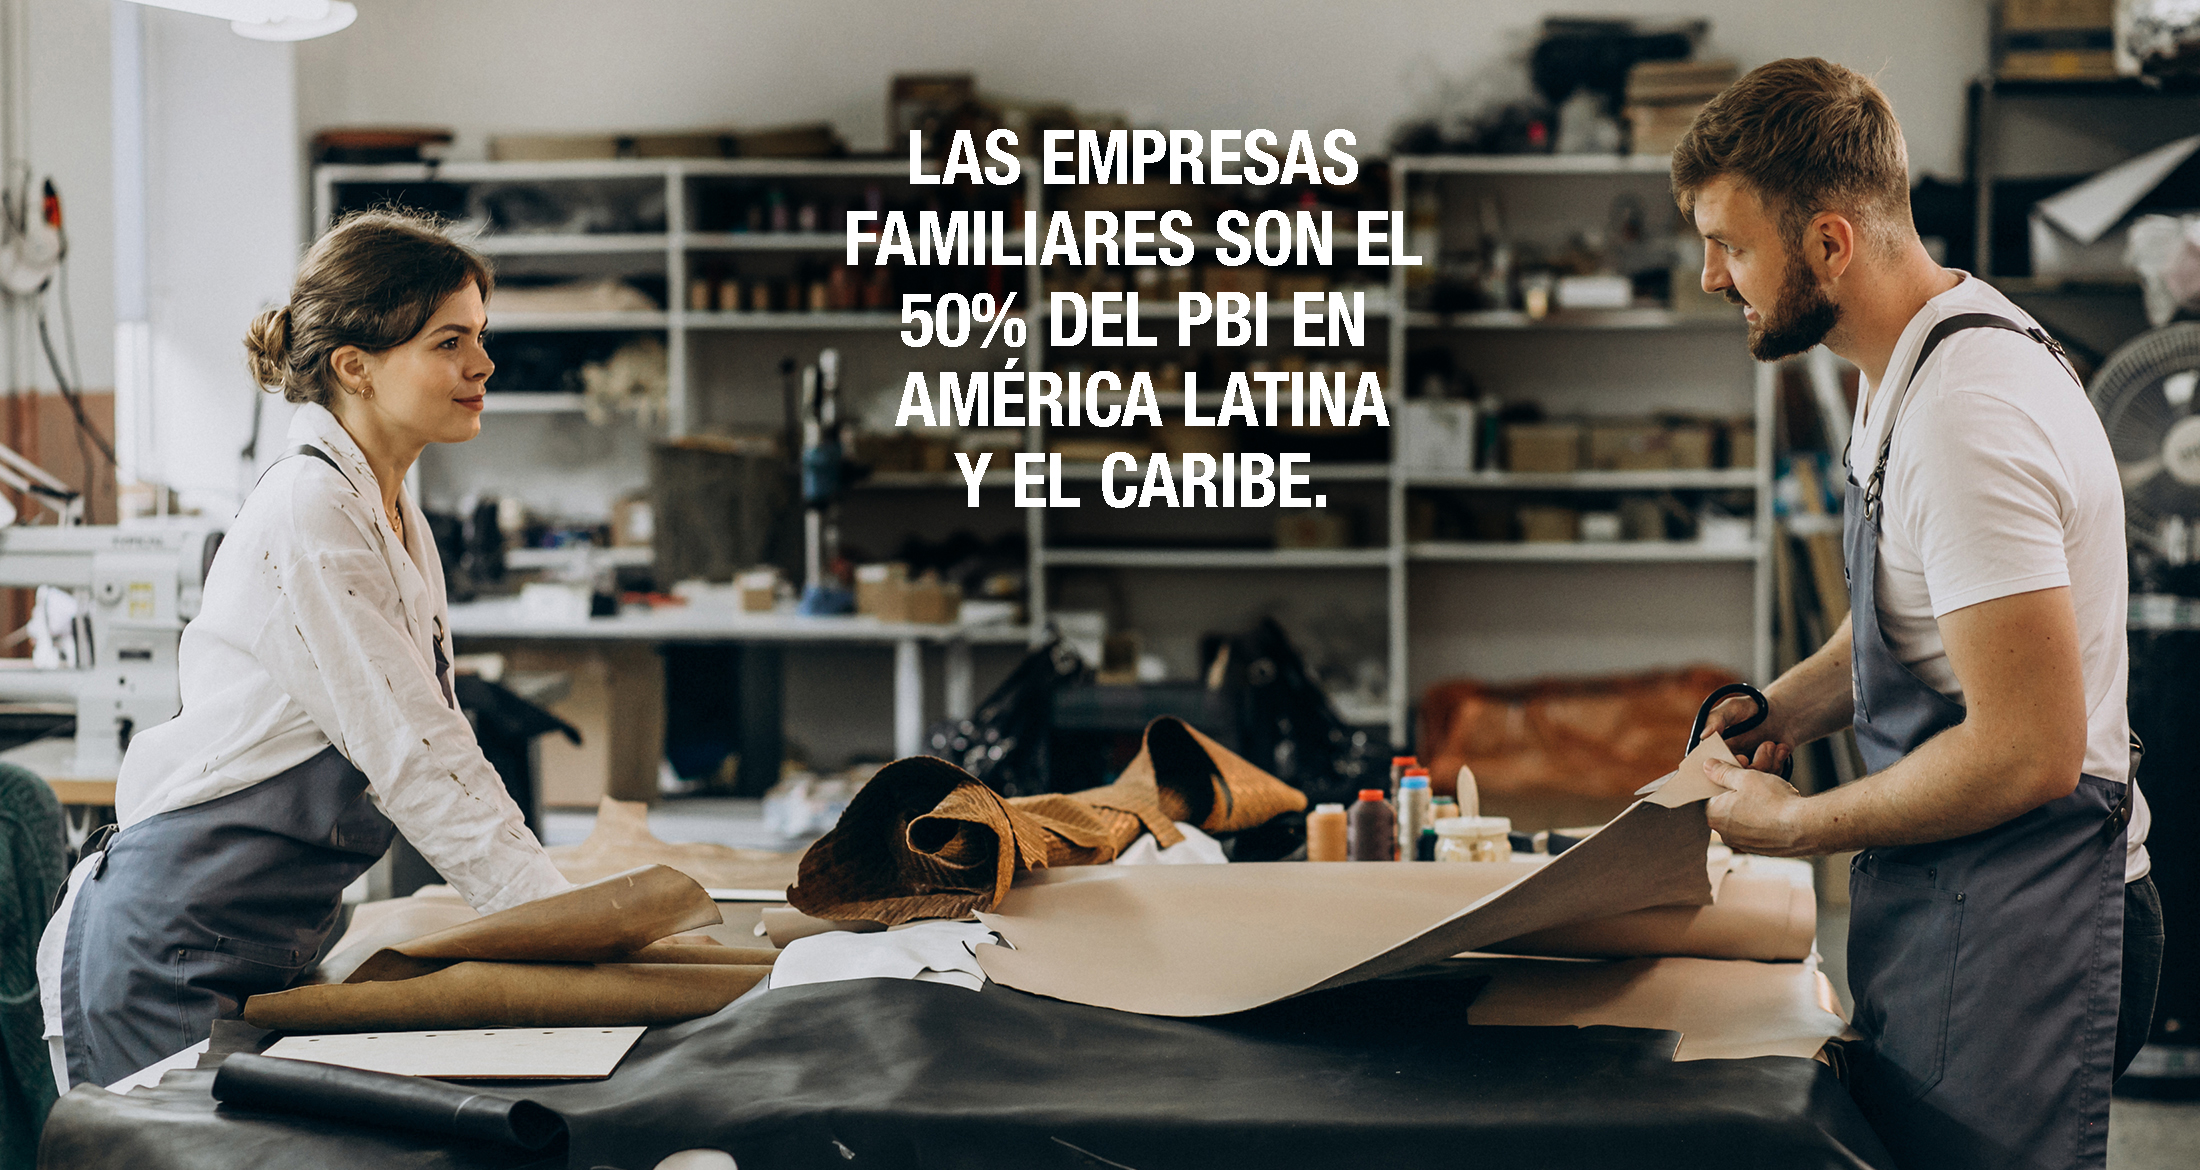 LAS EMPRESAS
FAMILIARES SON EL
50% DEL PBI EN
AMÉRICA LATINA
Y EL CARIBE.